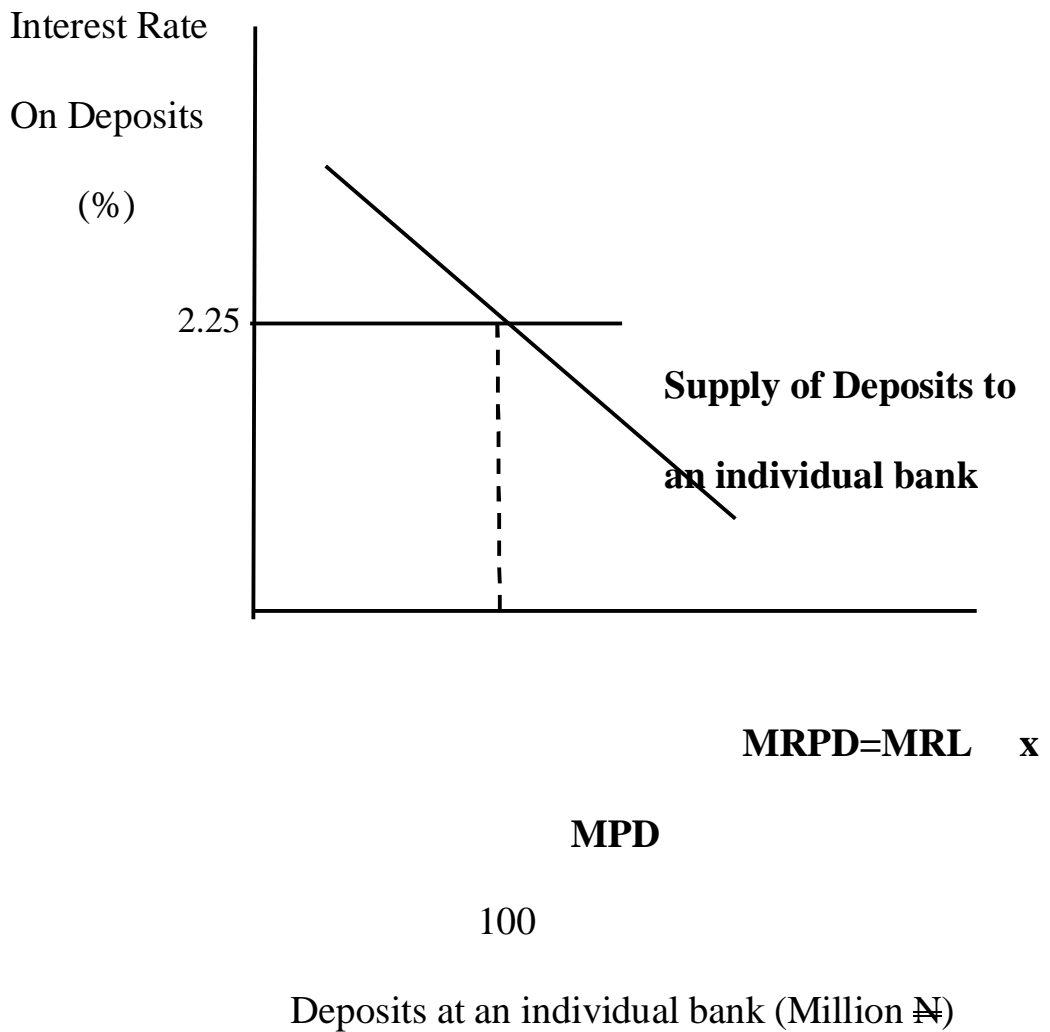 Interest Rate
On Deposits
(%)
2.25
Supply of Deposits to
an individual bank
MRPD=MRL x
MPD
100
Deposits at an individual bank (Million ₦)